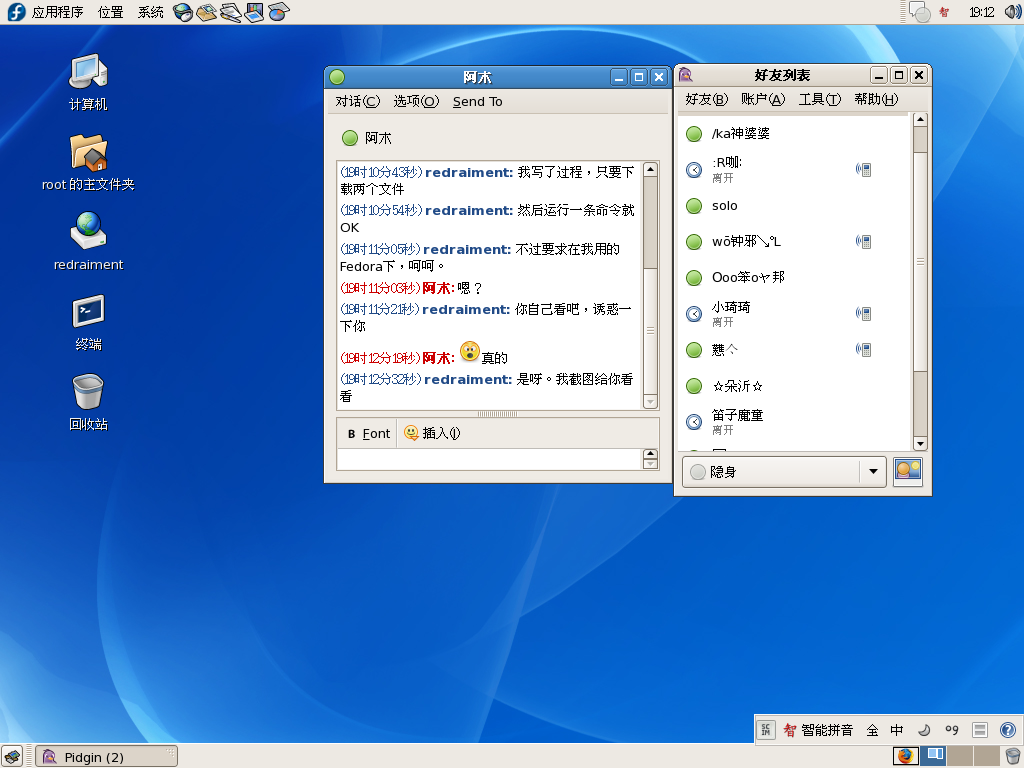 应用程序 位置 系统
智 19:12
计算机
root 的主文件夹
redraiment
终端
回收站
阿木
对话(C) 选项(O) Send To
阿木
(19时10分43秒) redraiment: 我写了过程，只要下
载两个文件
(19时10分54秒) redraiment: 然后运行一条命令就
OK
(19时11分05秒) redraiment: 不过要求在我用的
Fedora下，呵呵。
(19时11分03秒) 阿木: 嗯？
(19时11分21秒) redraiment: 你自己看吧，诱惑一
下你
(19时12分19秒) 阿木: 真的
(19时12分32秒) redraiment: 是呀。我截图给你看
看
B Font 插入(I)
好友列表
好友(B) 账户(A) 工具(T) 帮助(H)
/ka神婆婆
:R咖:
离开
solo
wō钟邪↘℃L
Ooo笨oヤ邦
小琦琦
离开
☆朵沂☆
笛子魔童
离开
隐身
SCIM 智 智能拼音 全 中
Pidgin (2)